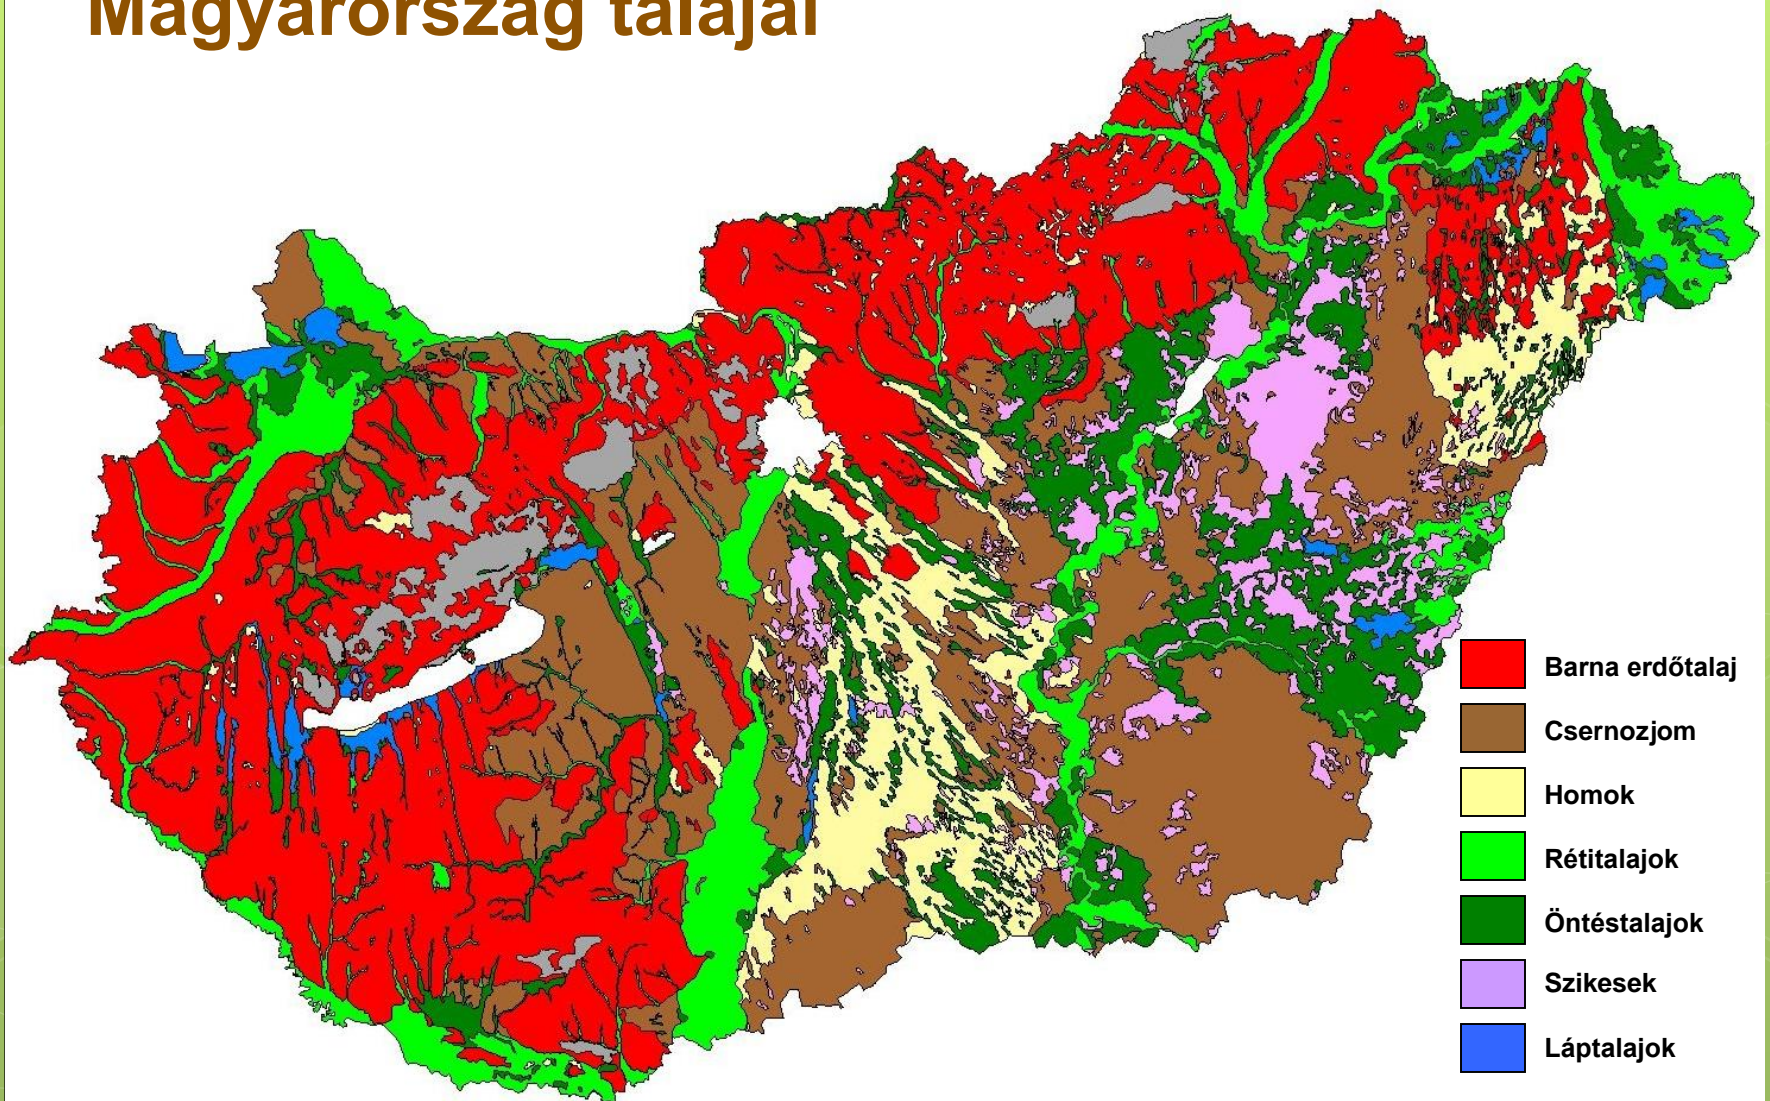 Magyarország talajai
Barna erdőtalaj
Csernozjom
Homok
Rétitalajok
Öntéstalajok
Szikesek
Láptalajok